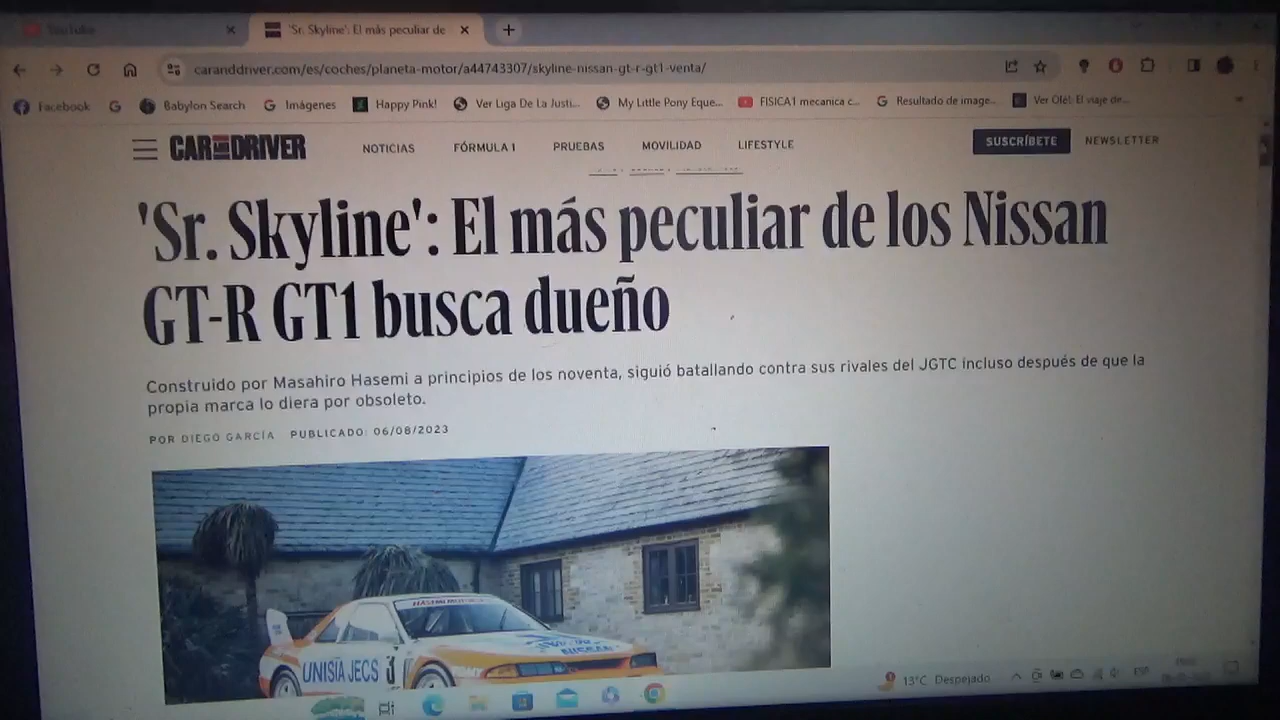 YouTube
'Sr. Skyline': El más peculiar de
caranddriver.com/es/coches/planeta-motor/a44743307/skyline-nissan-gt-r-gt1-venta/
Facebook
Babylon Search
Imágenes
Happy Pink!
Ver Liga De La Justi...
My Little Pony Eque...
FISICA1 mecanica c...
Resultado de image...
Ver Olé!: El viaje de...
CAR AND DRIVER
NOTICIAS
FÓRMULA 1
PRUEBAS
MOVILIDAD
LIFESTYLE
SUSCRÍBETE
NEWSLETTER
'Sr. Skyline': El más peculiar de los Nissan
GT-R GT1 busca dueño
Construido por Masahiro Hasemi a principios de los noventa, siguió batallando contra sus rivales del JGTC incluso después de que la
propia marca lo diera por obsoleto.
POR DIEGO GARCÍA PUBLICADO: 06/08/2023
UNISIA JECS 3
NISSAN
13°C Despejado
ESP